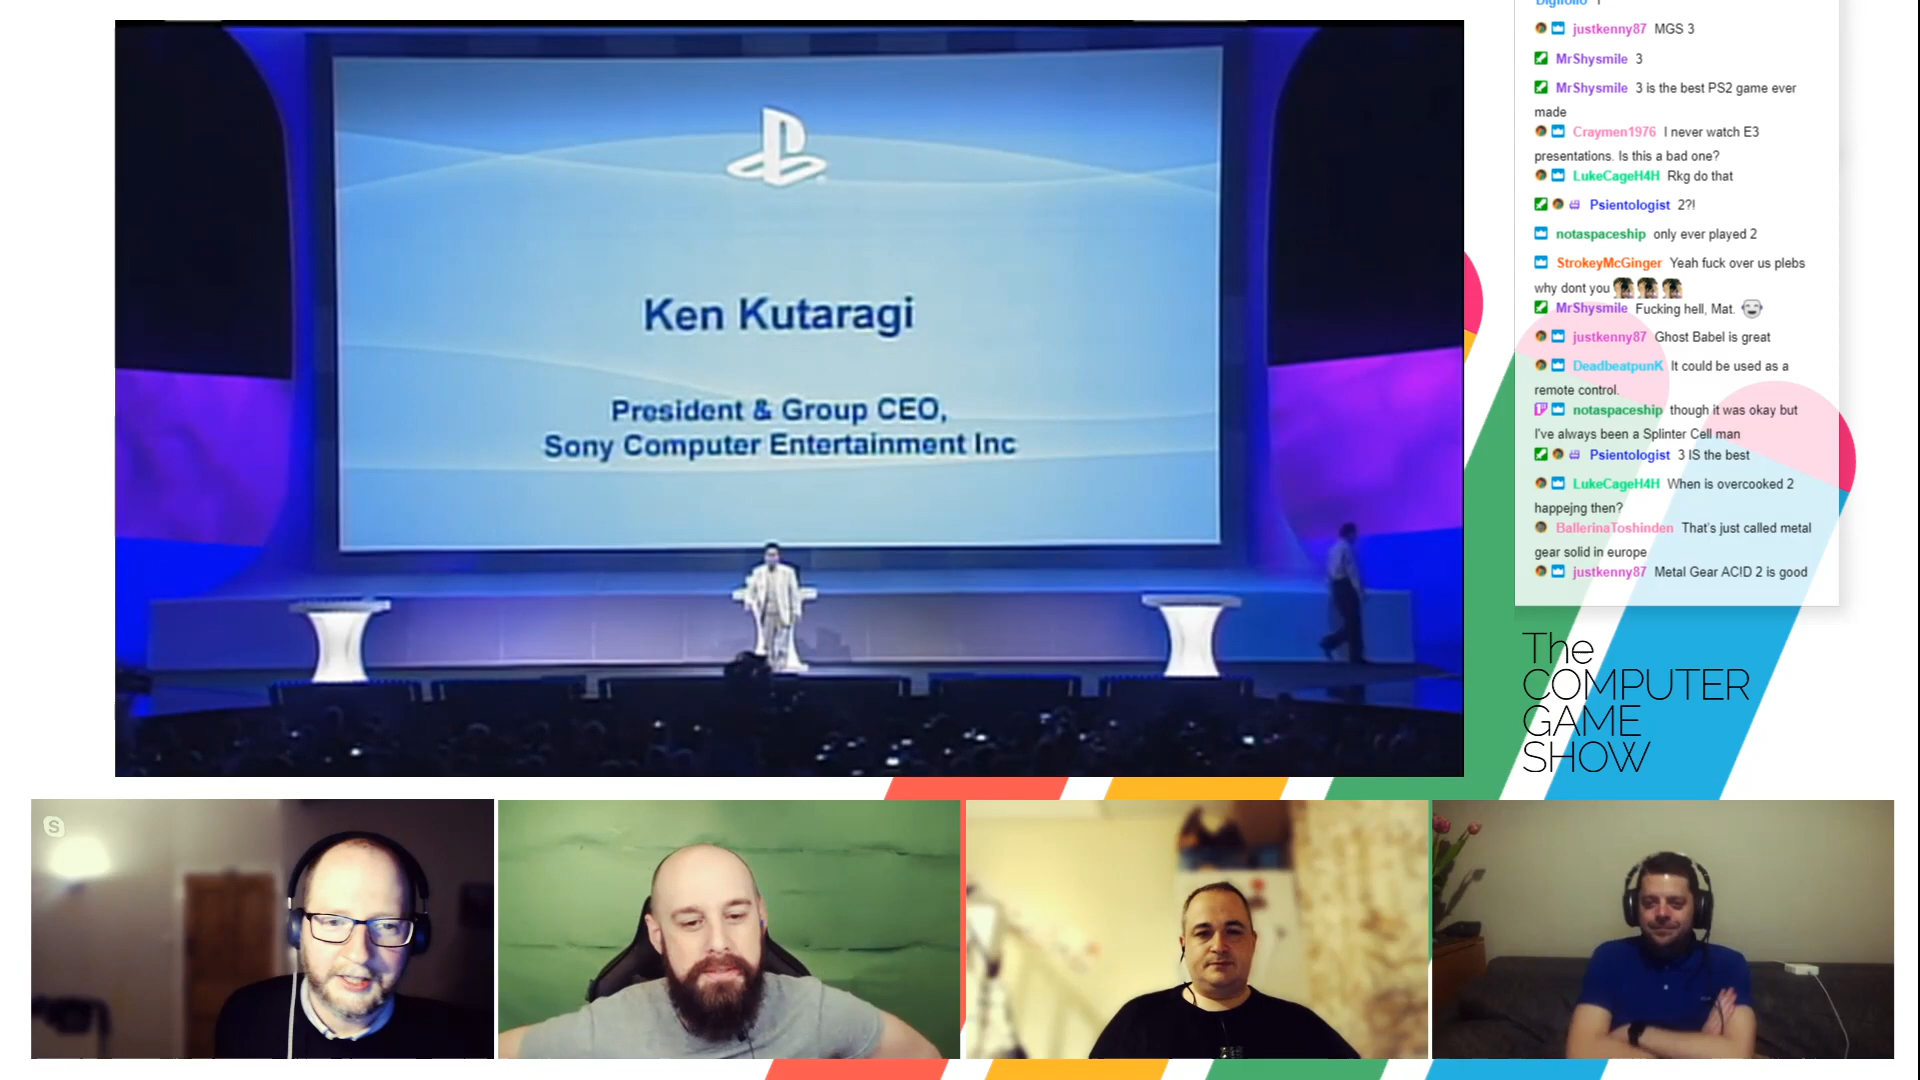 Ken Kutaragi
President & Group CEO,
Sony Computer Entertainment Inc
justkenny87 MGS 3
MrShysmile 3
MrShysmile 3 is the best PS2 game ever
made
Craymen1976 I never watch E3
presentations. Is this a bad one?
LukeCageH4H Rkg do that
Psientologist 2?!
notaspaceship only ever played 2
StrokeyMcGinger Yeah fuck over us plebs
why dont you
MrShysmile Fucking hell, Mat.
justkenny87 Ghost Babel is great
DeadbeatpunK It could be used as a
remote control.
notaspaceship though it was okay but
I've always been a Splinter Cell man
Psientologist 3 IS the best
LukeCageH4H When is overcooked 2
happejng then?
BallerinaToshinden That's just called metal
gear solid in europe
justkenny87 Metal Gear ACID 2 is good
The
COMPUTER
GAME
SHOW
S